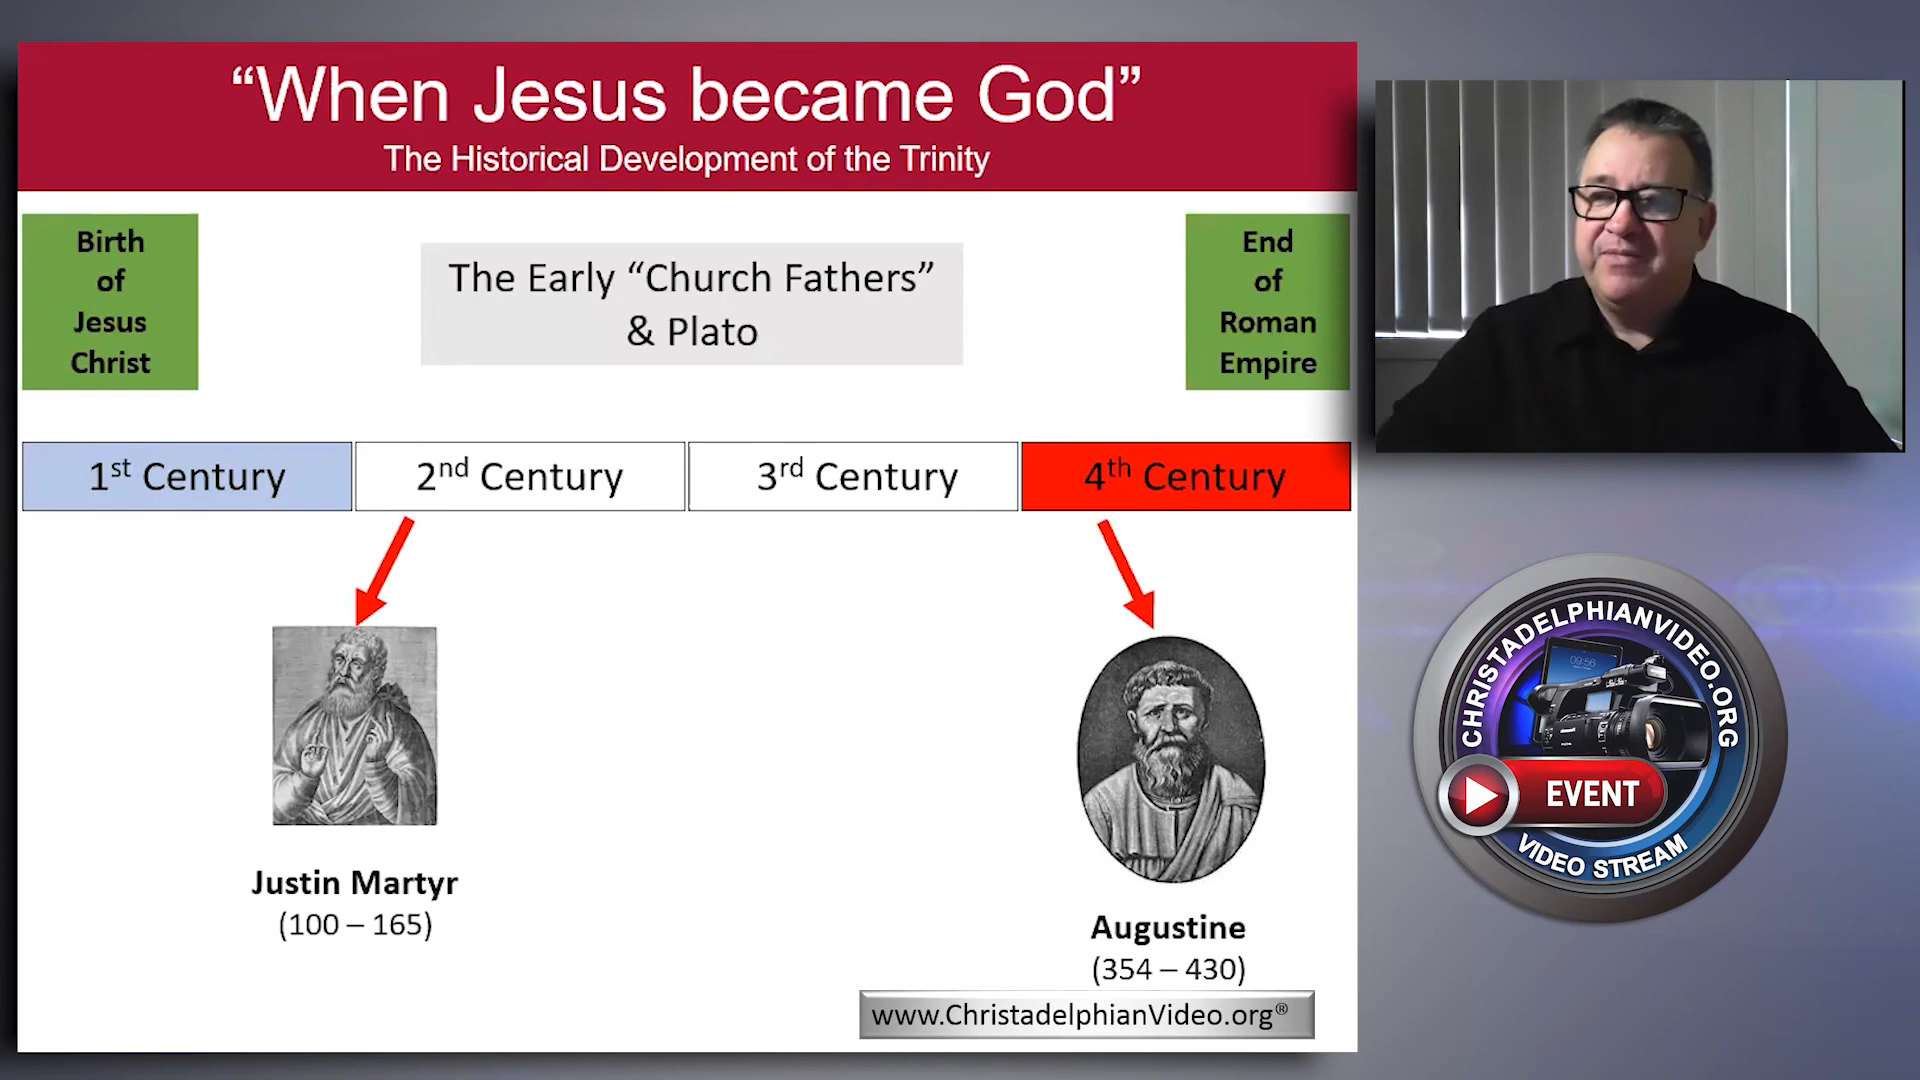 “When Jesus became God”
The Historical Development of the Trinity
Birth
of
Jesus
Christ
The Early “Church Fathers”
& Plato
End
of
Roman
Empire
1st Century
2nd Century
3rd Century
4th Century
Justin Martyr
(100 – 165)
Augustine
(354 – 430)
www.ChristadelphianVideo.org®
CHRISTADELPHIANVIDEO.ORG
09:56
EVENT
VIDEO STREAM